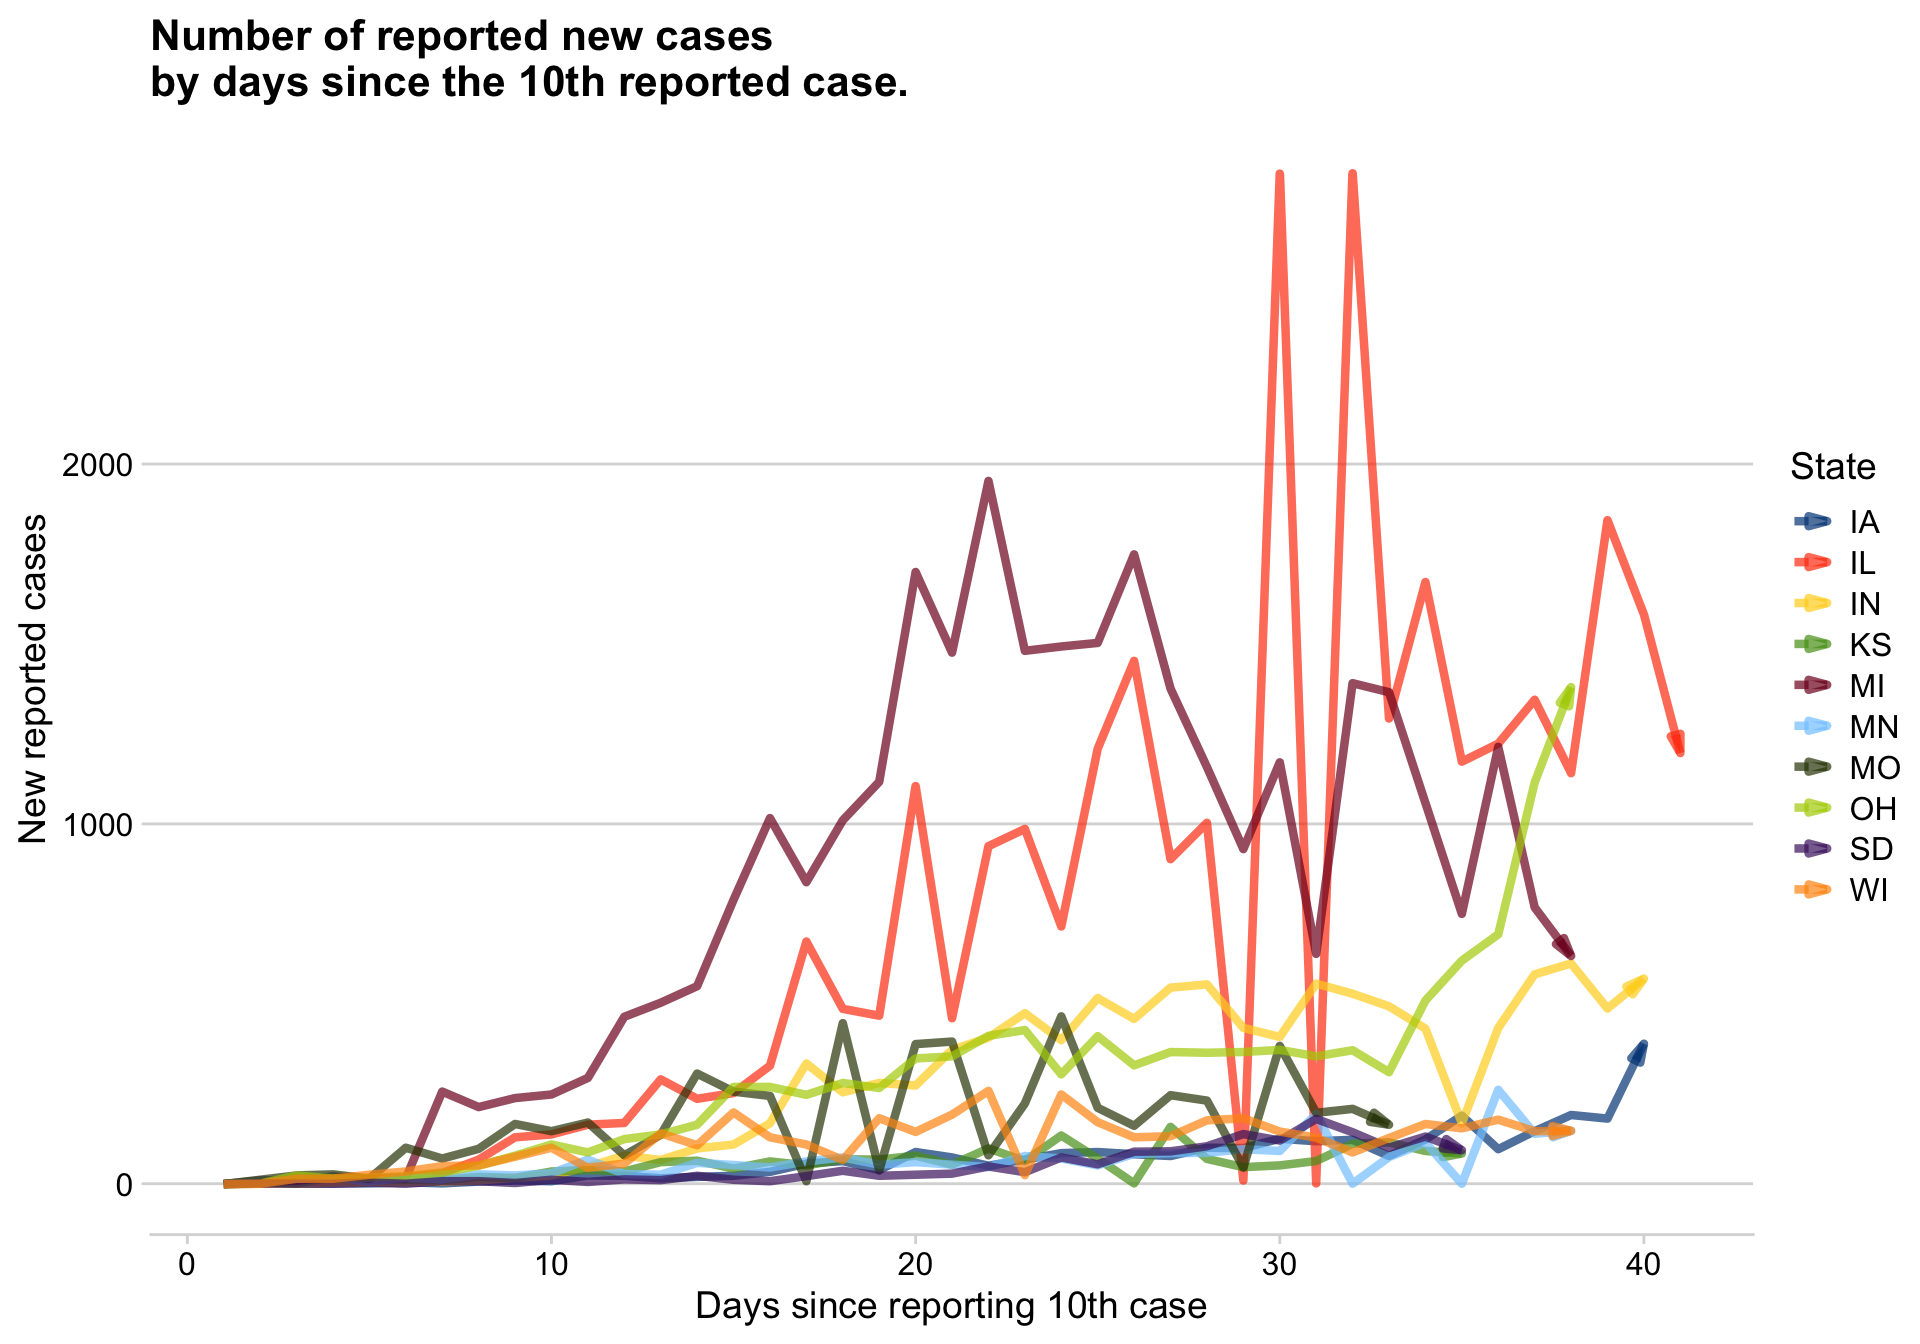 Number of reported new cases
by days since the 10th reported case.
2000
1000
0
New reported cases
0 10 20 30 40
Days since reporting 10th case
State
IA
IL
IN
KS
MI
MN
MO
OH
SD
WI